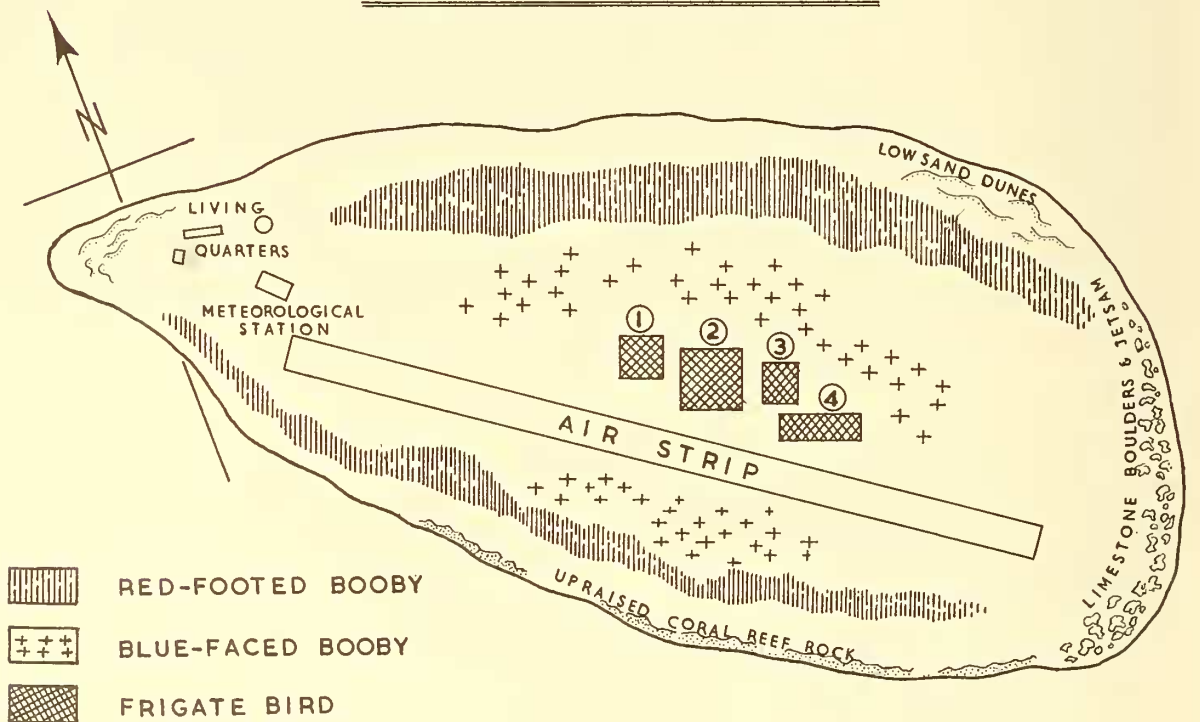 N
LOW SAND DUNES
LIVING
QUARTERS
METEOROLOGICAL
STATION
1
2
3
4
AIR STRIP
LIMESTONE BOULDERS & JETSAM
UPRAISED CORAL REEF ROCK
RED-FOOTED BOOBY
BLUE-FACED BOOBY
FRIGATE BIRD